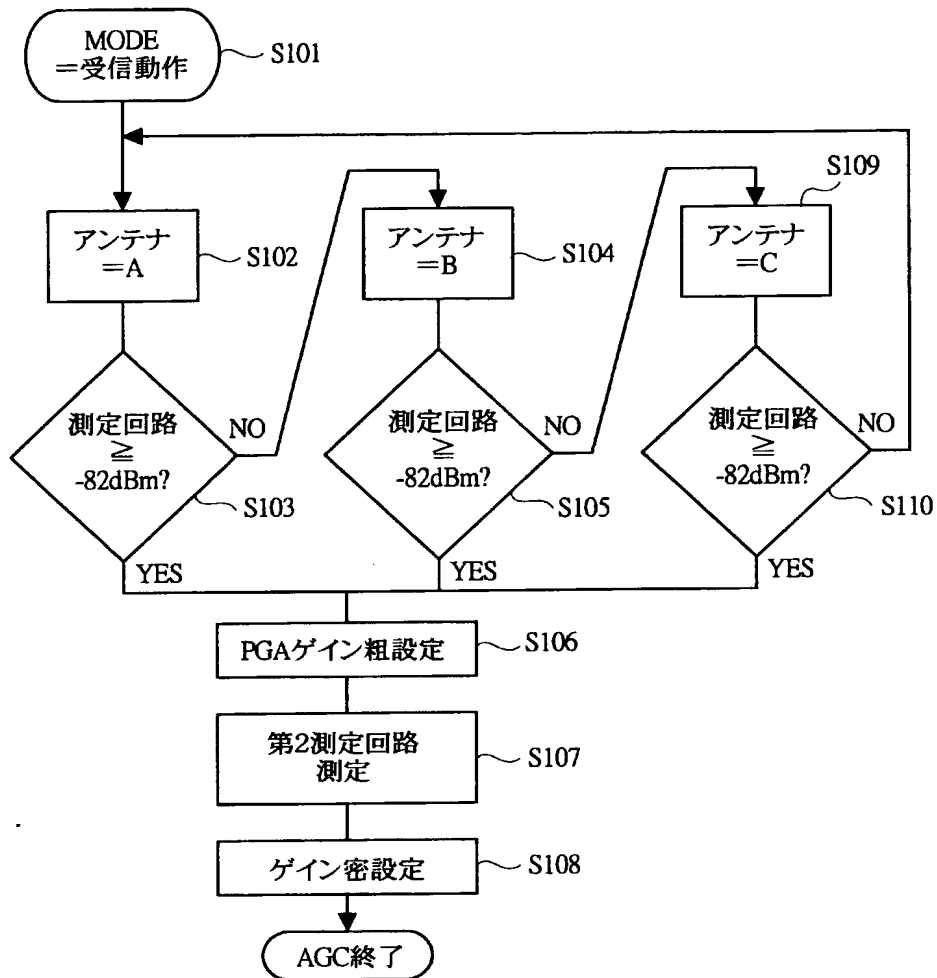 MODE
=受信動作
S101
アンテナ
=A
S102
アンテナ
=B
S104
アンテナ
=C
S109
測定回路
≧
-82dBm?
NO
S103
YES
測定回路
≧
-82dBm?
NO
S105
YES
測定回路
≧
-82dBm?
NO
S110
YES
PGAゲイン粗設定
S106
第2測定回路
測定
S107
ゲイン密設定
S108
AGC終了